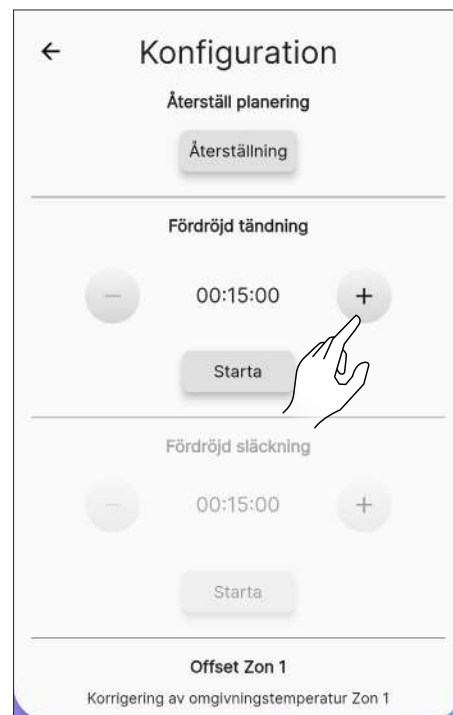 Konfiguration
Återställ planering
Återställning
Fördröjd tändning
00:15:00
Starta
Fördröjd släckning
00:15:00
Starta
Offset Zon 1
Korrigering av omgivningstemperatur Zon 1